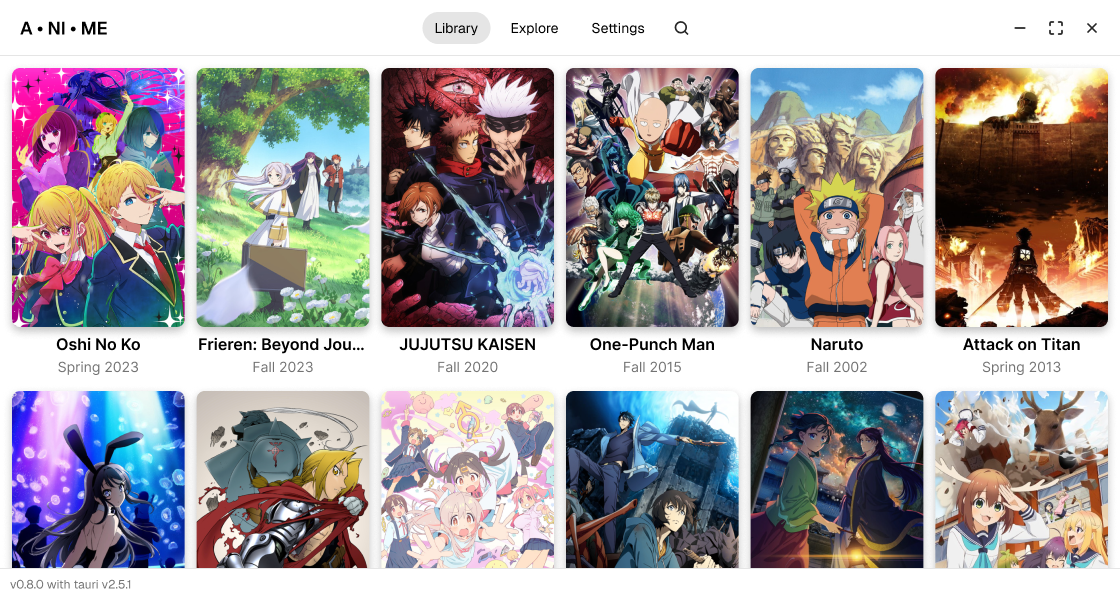 A • NI • ME
Library
Explore
Settings
Oshi No Ko
Spring 2023
Frieren: Beyond Jou...
Fall 2023
JUJUTSU KAISEN
Fall 2020
One-Punch Man
Fall 2015
Naruto
Fall 2002
Attack on Titan
Spring 2013
v0.8.0 with tauri v2.5.1